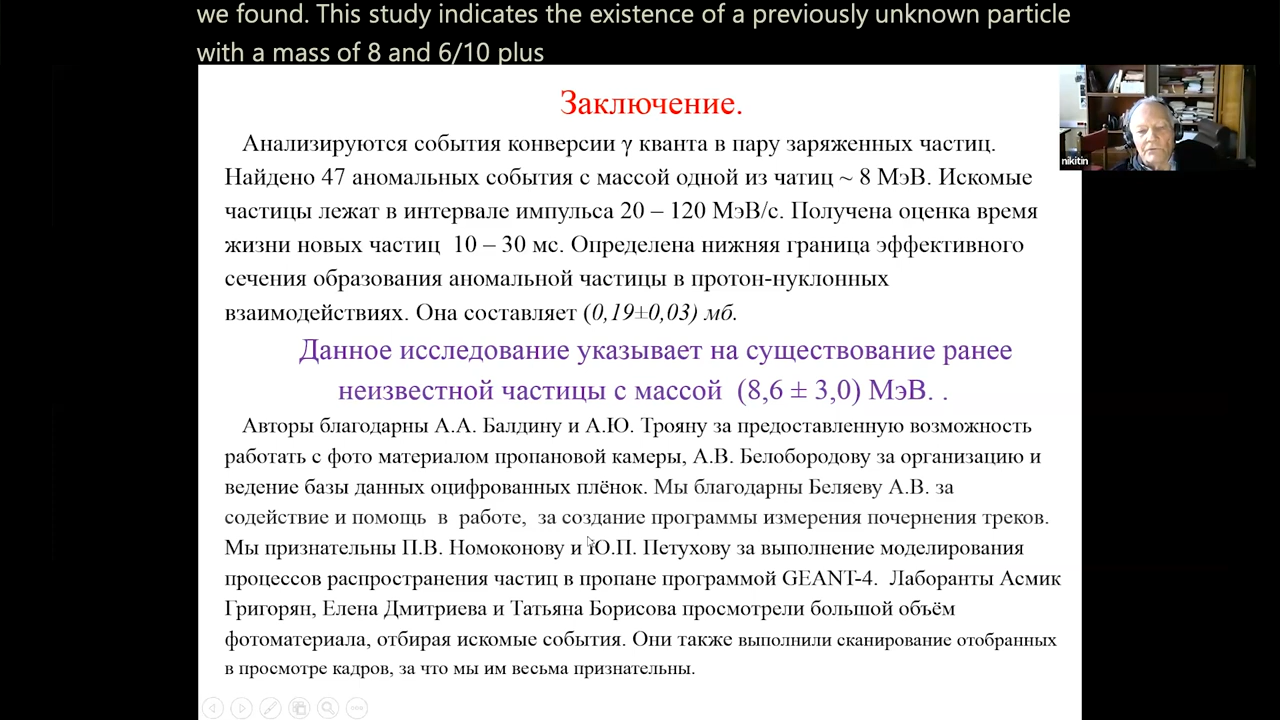 we found. This study indicates the existence of a previously unknown particle
with a mass of 8 and 6/10 plus
Заключение.
Анализируются события конверсии γ кванта в пару заряженных частиц.
Найдено 47 аномальных события с массой одной из чатиц ~ 8 МэВ. Искомые
частицы лежат в интервале импульса 20 – 120 МэВ/с. Получена оценка время
жизни новых частиц 10 – 30 мс. Определена нижняя граница эффективного
сечения образования аномальной частицы в протон-нуклонных
взаимодействиях. Она составляет (0,19±0,03) мб.
Данное исследование указывает на существование ранее
неизвестной частицы с массой (8,6 ± 3,0) МэВ. .
Авторы благодарны А.А. Балдину и А.Ю. Трояну за предоставленную возможность
работать с фото материалом пропановой камеры, А.В. Белобородову за организацию и
ведение базы данных оцифрованных плёнок. Мы благодарны Беляеву А.В. за
содействие и помощь в работе, за создание программы измерения почернения треков.
Мы признательны П.В. Номоконову и Ю.П. Петухову за выполнение моделирования
процессов распространения частиц в пропане программой GEANT-4. Лаборанты Асмик
Григорян, Елена Дмитриева и Татьяна Борисова просмотрели большой объём
фотоматериала, отбирая искомые события. Они также выполнили сканирование отобранных
в просмотре кадров, за что мы им весьма признательны.
nikitin